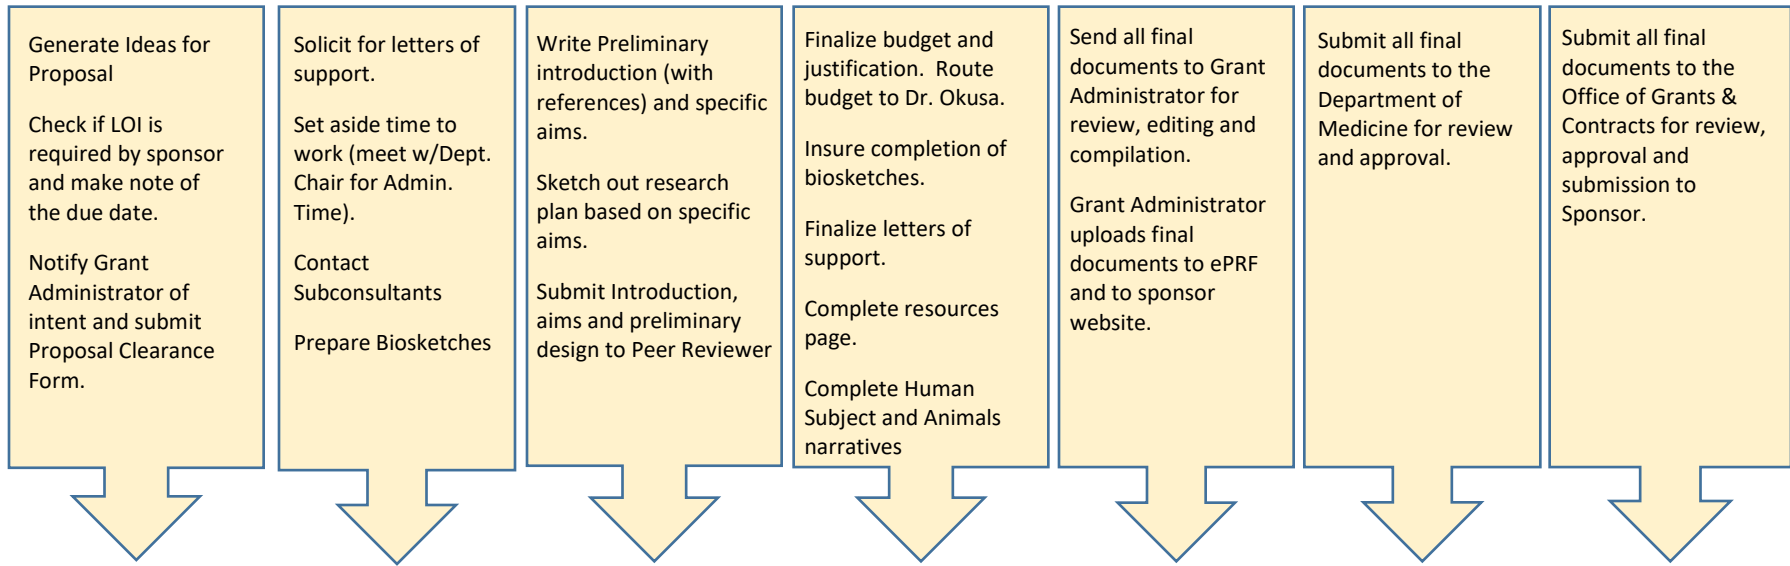 Generate Ideas for
Proposal
Check if LOI is
required by sponsor
and make note of
the due date.
Notify Grant
Administrator of
intent and submit
Proposal Clearance
Form.
Solicit for letters of
support.
Set aside time to
work (meet w/Dept.
Chair for Admin.
Time).
Contact
Subconsultants
Prepare Biosketches
Write Preliminary
introduction (with
references) and specific
aims.
Sketch out research
plan based on specific
aims.
Submit Introduction,
aims and preliminary
design to Peer Reviewer
Finalize budget and
justification.  Route
budget to Dr. Okusa.
Insure completion of
biosketches.
Finalize letters of
support.
Complete resources
page.
Complete Human
Subject and Animals
narratives
Send all final
documents to Grant
Administrator for
review, editing and
compilation.
Grant Administrator
uploads final
documents to ePRF
and to sponsor
website.
Submit all final
documents to the
Department of
Medicine for review
and approval.
Submit all final
documents to the
Office of Grants &
Contracts for review,
approval and
submission to
Sponsor.